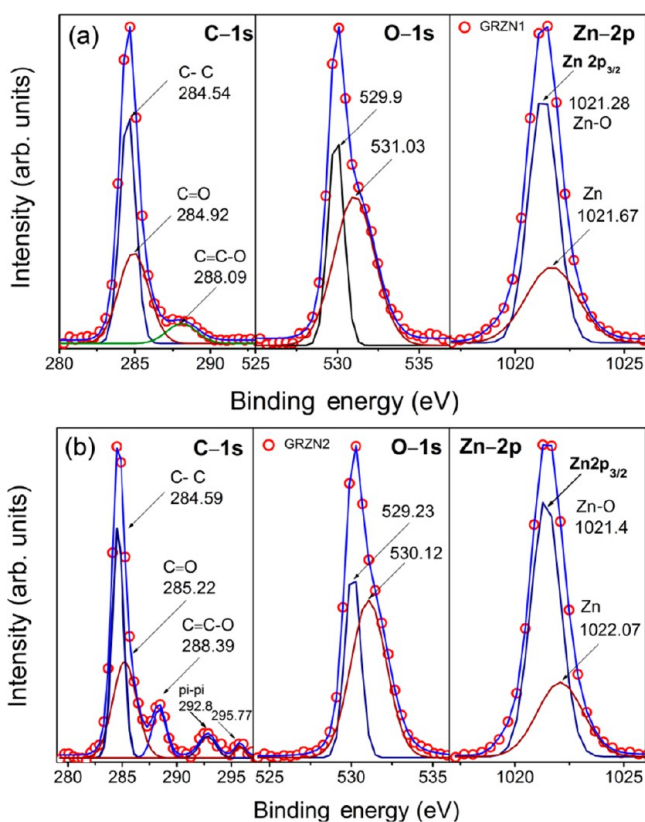 (a)
C–1s
C- C
284.54
C=O
284.92
C=C-O
288.09
O–1s
529.9
531.03
GRZN1
Zn–2p
Zn 2p3/2
1021.28
Zn-O
Zn
1021.67
Intensity (arb. units)
280 285 290 525 530 535 1020 1025
Binding energy (eV)
(b)
C–1s
C- C
284.59
C=O
285.22
C=C-O
288.39
pi-pi
292.8
295.77
GRZN2
O–1s
529.23
530.12
Zn–2p
Zn2p3/2
Zn-O
1021.4
Zn
1022.07
Intensity (arb. units)
280 285 290 295 525 530 535 1020 1025
Binding energy (eV)